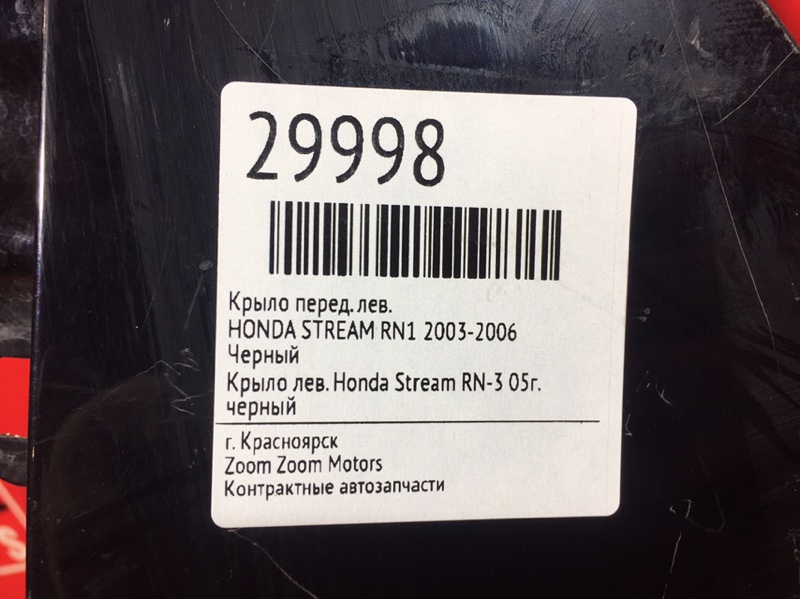 29998
Крыло перед. лев.
HONDA STREAM RN1 2003-2006
Черный
Крыло лев. Honda Stream RN-3 05г.
черный
г. Красноярск
Zoom Zoom Motors
Контрактные автозапчасти